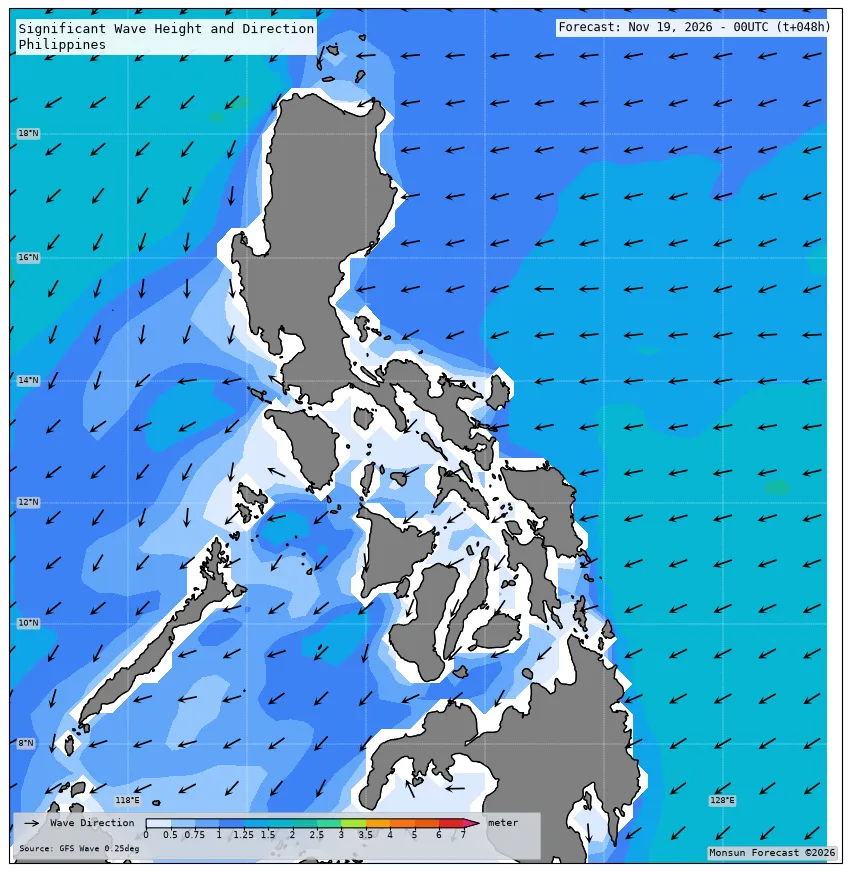 Significant Wave Height and Direction
Philippines
Forecast: Nov 19, 2026 - 00UTC (t+048h)
18°N
16°N
14°N
12°N
10°N
8°N
118°E
128°E
Wave Direction
meter
0 0.5 0.75 1 1.25 1.5 2 2.5 3 3.5 4 5 6 7
Source: GFS Wave 0.25deg
Monsun Forecast ©2026